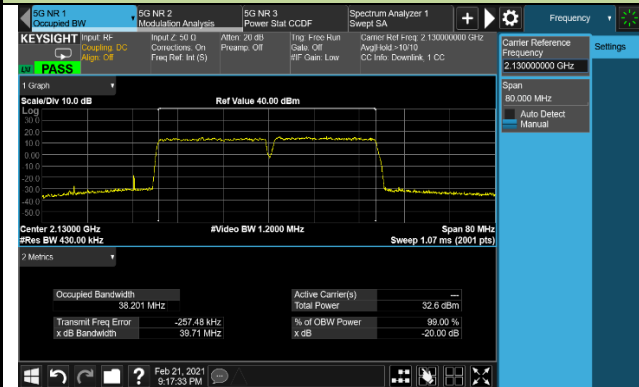 5G NR 1
Occupied BW
5G NR 2
Modulation Analysis
5G NR 3
Power Stat CCDF
Spectrum Analyzer 1
Swept SA
Frequency
KEYSIGHT
Input: RF
Coupling: DC
Align: Off
Input Z: 50 Ω
Corrections: On
Freq Ref: Int (S)
Atten: 20 dB
Preamp: Off
Trig: Free Run
Gate: Off
#IF Gain: Low
Carrier Ref Freq: 2.130000000 GHz
Avg|Hold:>10/10
CC Info: Downlink, 1 CC
PASS
Carrier Reference
Frequency
2.130000000 GHz
Settings
Span
80.000 MHz
Auto Detect
Manual
1 Graph
Scale/Div 10.0 dB
Ref Value 40.00 dBm
Log
30.0
20.0
10.0
0.00
-10.0
-20.0
-30.0
-40.0
-50.0
Center 2.13000 GHz
#Video BW 1.2000 MHz
Span 80 MHz
#Res BW 430.00 kHz
Sweep 1.07 ms (2001 pts)
2 Metrics
Occupied Bandwidth
38.201 MHz
Active Carrier(s)
---
Total Power
32.6 dBm
Transmit Freq Error
-257.48 kHz
% of OBW Power
99.00 %
x dB Bandwidth
39.71 MHz
x dB
-20.00 dB
?
Feb 21, 2021
9:17:33 PM